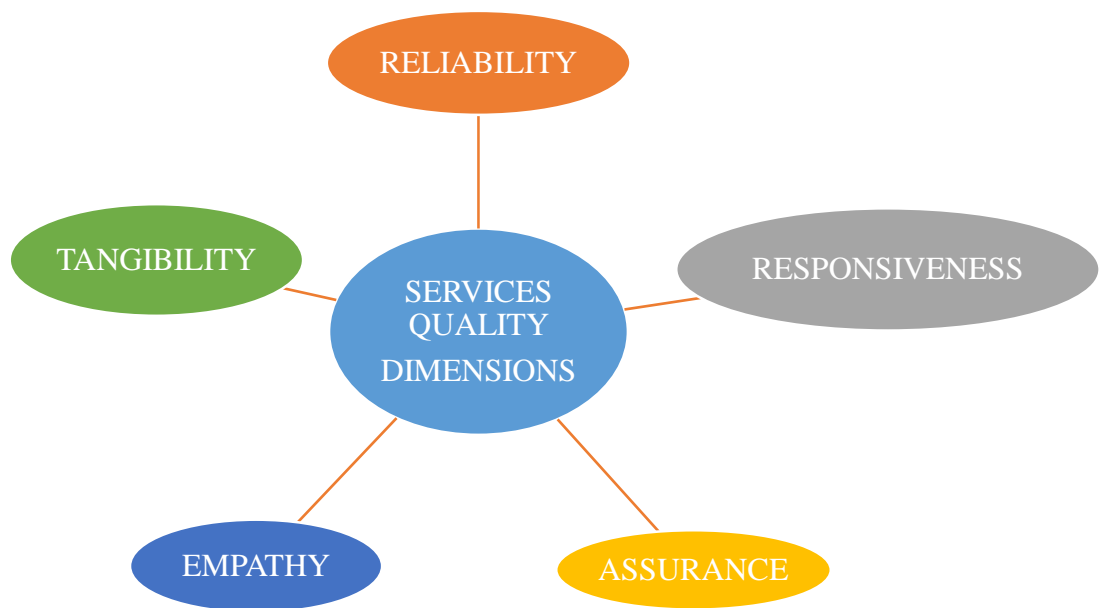 RELIABILITY
TANGIBILITY
RESPONSIVENESS
SERVICES
QUALITY
DIMENSIONS
EMPATHY
ASSURANCE